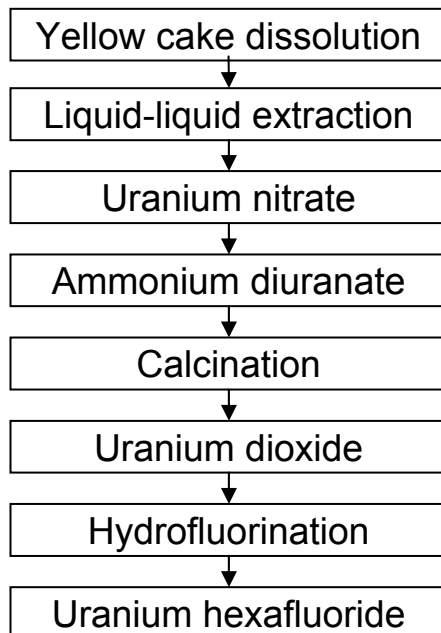 Yellow cake dissolution
Liquid-liquid extraction
Uranium nitrate
Ammonium diuranate
Calcination
Uranium dioxide
Hydrofluorination
Uranium hexafluoride